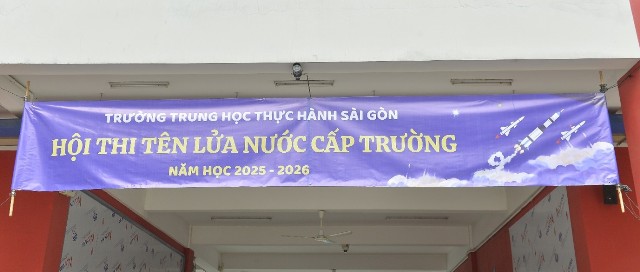 TRƯỜNG TRUNG HỌC THỰC HÀNH SÀI GÒN
HỘI THI TÊN LỬA NƯỚC CẤP TRƯỜNG
NĂM HỌC 2025 - 2026